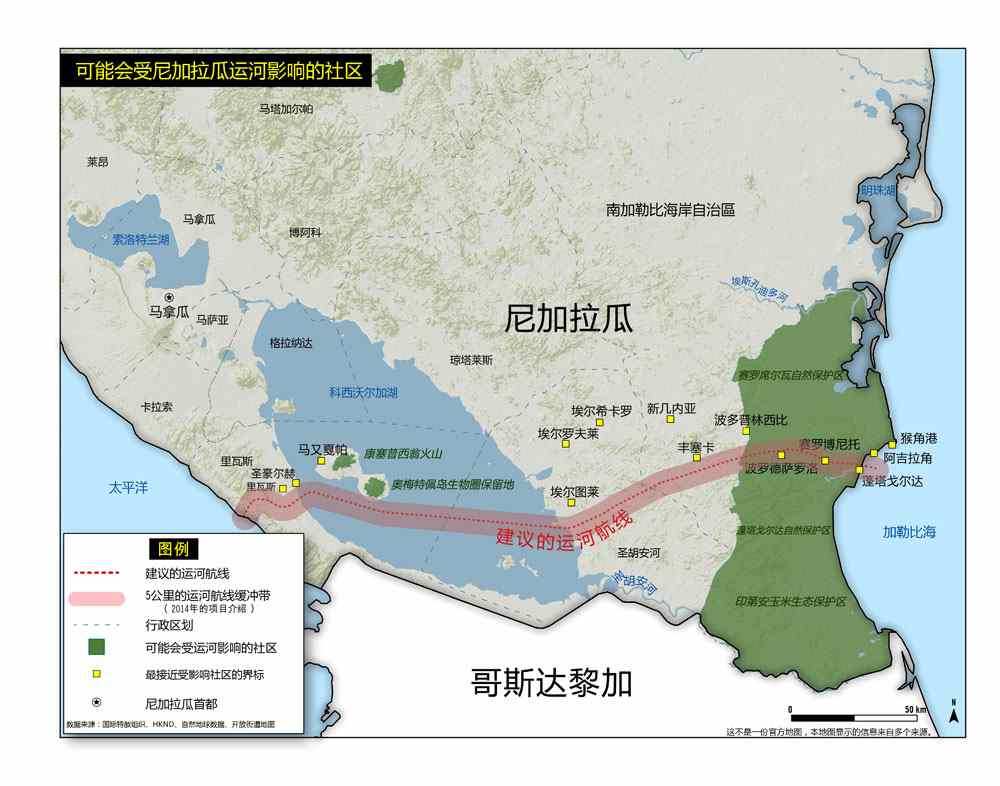 可能会受尼加拉瓜运河影响的社区
马塔加尔帕
莱昂
明珠湖
南加勒比海岸自治區
马拿瓜
博阿科
索洛特兰湖
埃斯孔迪多河
马拿瓜
马萨亚
尼加拉瓜
格拉纳达
琼塔莱斯
赛罗席尔瓦自然保护区
科西沃尔加湖
卡拉索
埃尔希卡罗
新几内亚
波多普林西比
埃尔罗夫莱
猴角港
赛罗博尼托
马又戛帕
康塞普西翁火山
丰塞卡
阿吉拉角
里瓦斯
波罗德萨罗洛
圣豪尔赫
蓬塔戈尔达
里瓦斯
奥梅特佩岛生物圈保留地
太平洋
埃尔图莱
建议的运河航线
蓬塔戈尔达自然保护区
加勒比海
圣胡安河
圣胡安河
印第安玉米生态保护区
哥斯达黎加
图例
建议的运河航线
5公里的运河航线缓冲带
（2014年的项目介绍）
行政区划
可能会受运河影响的社区
最接近受影响社区的界标
尼加拉瓜首都
数据来源：国际特赦组织、HKND、自然地球数据、开放街道地图
0 50 km
N
这不是一份官方地图，本地图显示的信息来自多个来源。